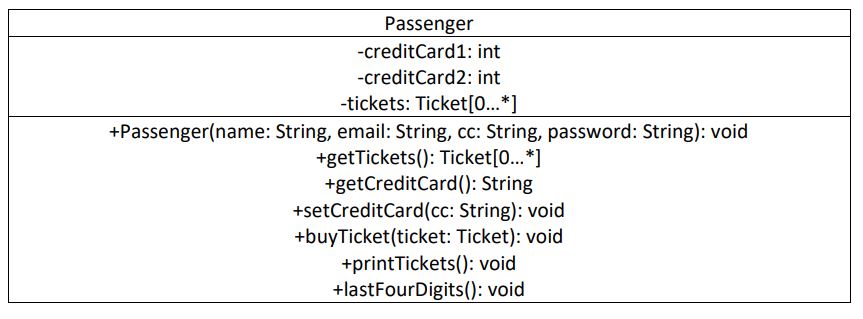 Passenger
-creditCard1: int
-creditCard2: int
-tickets: Ticket[0…*]
+Passenger(name: String, email: String, cc: String, password: String): void
+getTickets(): Ticket[0…*]
+getCreditCard(): String
+setCreditCard(cc: String): void
+buyTicket(ticket: Ticket): void
+printTickets(): void
+lastFourDigits(): void